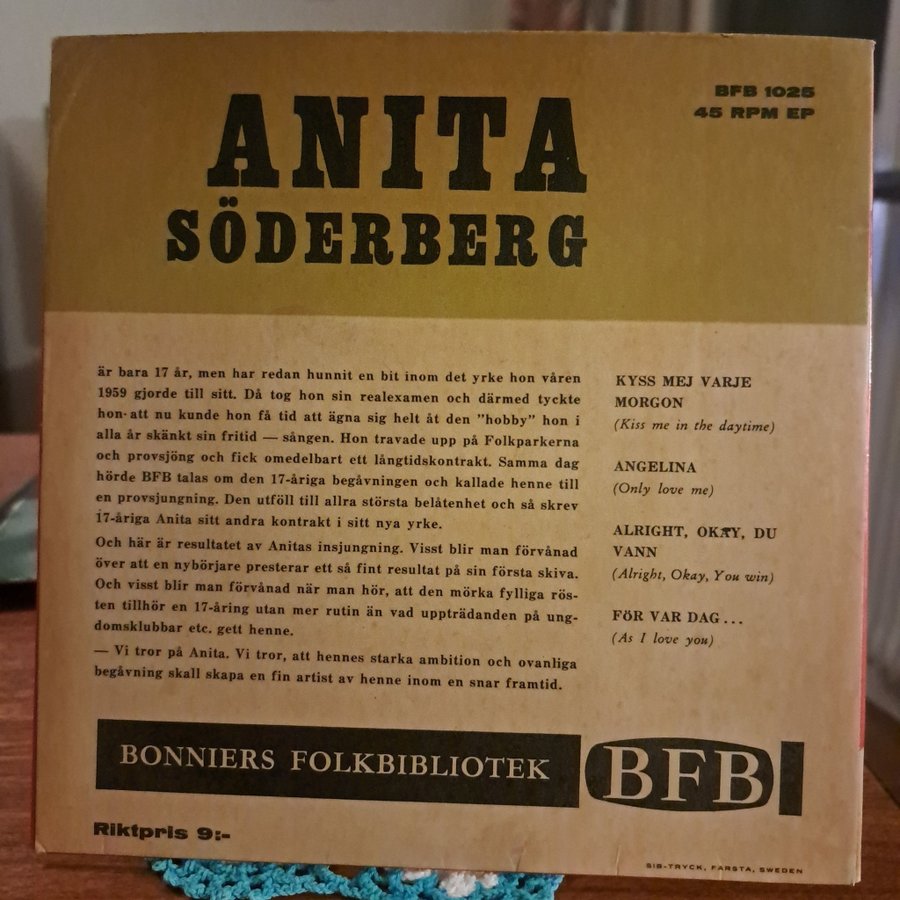 ANITA
SÖDERBERG
BFB 1025
45 RPM EP
är bara 17 år, men har redan hunnit en bit inom det yrke hon våren
1959 gjorde till sitt. Då tog hon sin realexamen och därmed tyckte
hon·att nu kunde hon få tid att ägna sig helt åt den ”hobby” hon i
alla år skänkt sin fritid — sången. Hon travade upp på Folkparkerna
och provsjöng och fick omedelbart ett långtidskontrakt. Samma dag
hörde BFB talas om den 17-åriga begåvningen och kallade henne till
en provsjungning. Den utföll till allra största belåtenhet och så skrev
17-åriga Anita sitt andra kontrakt i sitt nya yrke.
Och här är resultatet av Anitas insjungning. Visst blir man förvånad
över att en nybörjare presterar ett så fint resultat på sin första skiva.
Och visst blir man förvånad när man hör, att den mörka fylliga rös-
ten tillhör en 17-åring utan mer rutin än vad uppträdanden på ung-
domsklubbar etc. gett henne.
— Vi tror på Anita. Vi tror, att hennes starka ambition och ovanliga
begåvning skall skapa en fin artist av henne inom en snar framtid.
KYSS MEJ VARJE
MORGON
(Kiss me in the daytime)
ANGELINA
(Only love me)
ALRIGHT, OKAY, DU
VANN
(Alright, Okay, You win)
FÖR VAR DAG . . .
(As I love you)
BONNIERS FOLKBIBLIOTEK
BFB
Riktpris 9:-
SIB-TRYCK, FARSTA, SWEDEN